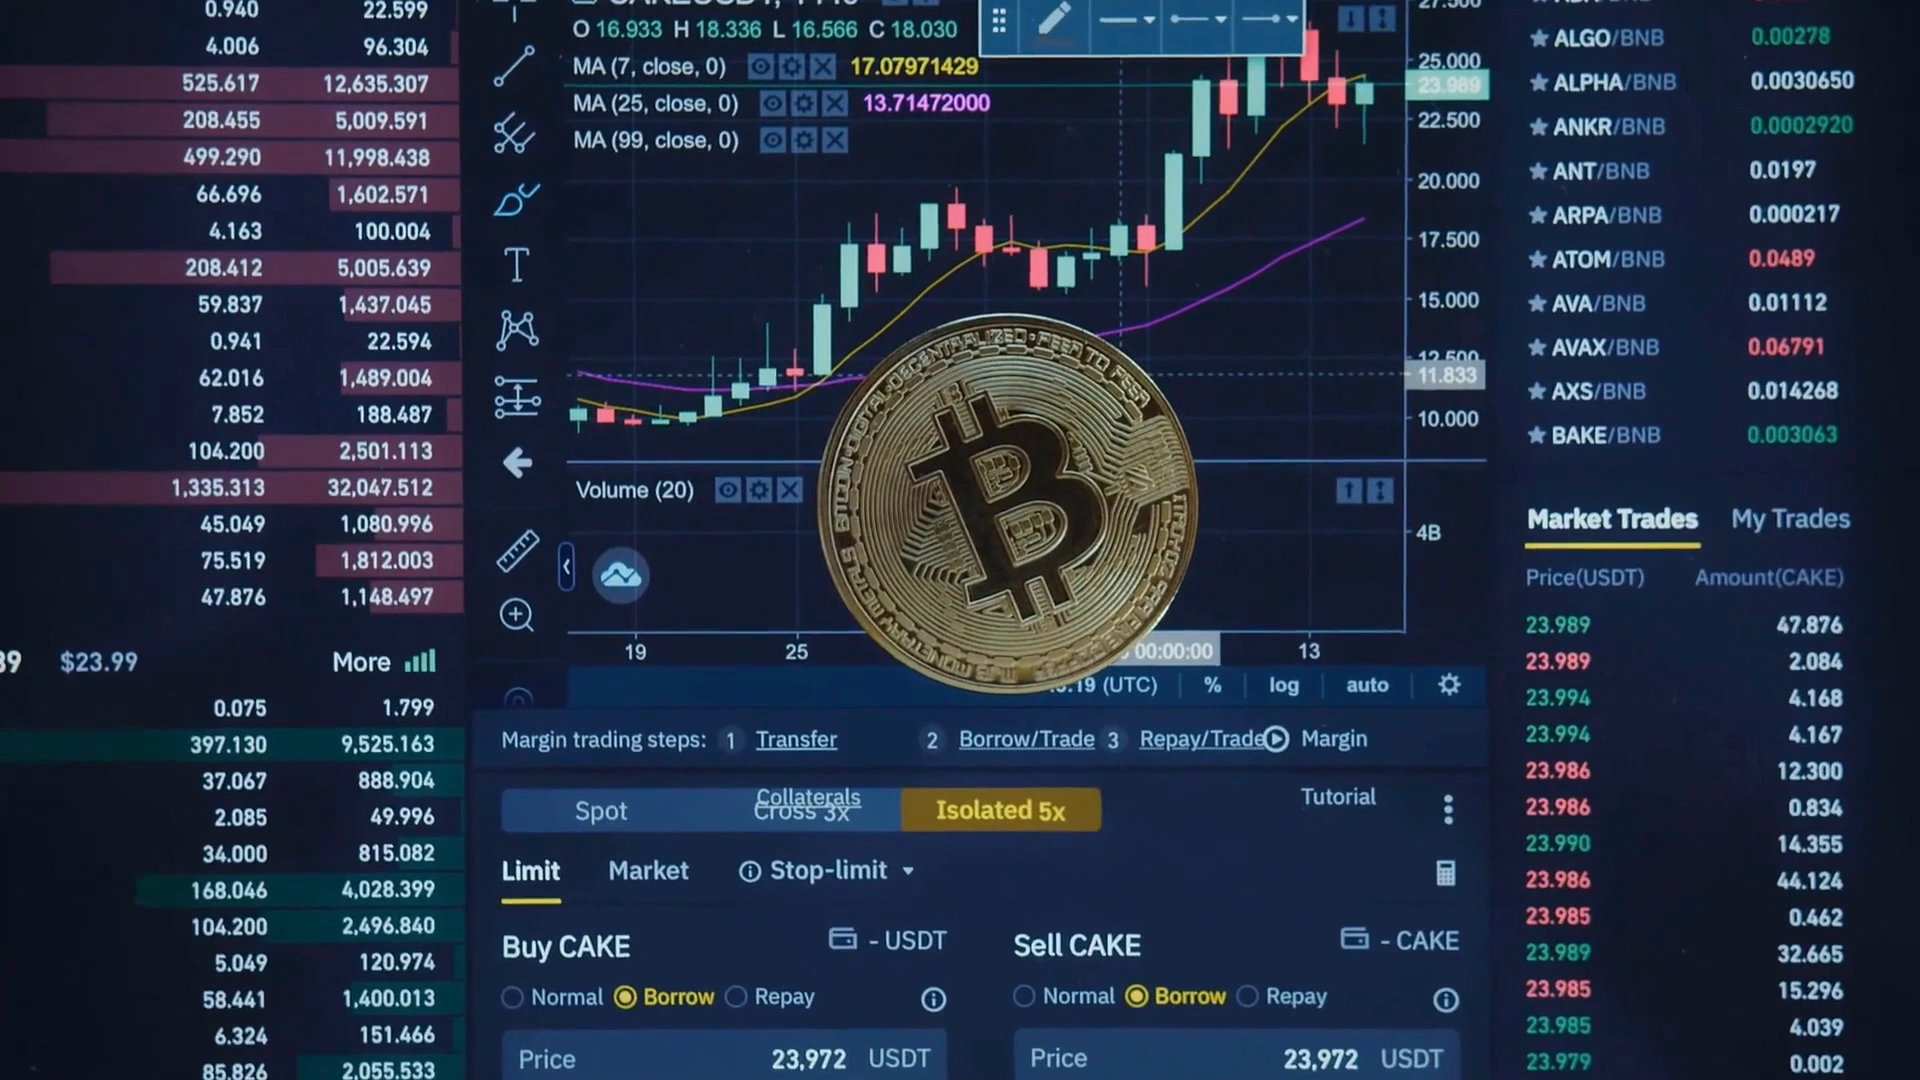 0.940 22.599
4.006 96.304
525.617 12,635.307
208.455 5,009.591
499.290 11,998.438
66.696 1,602.571
4.163 100.004
208.412 5,005.639
59.837 1,437.045
0.941 22.594
62.016 1,489.004
7.852 188.487
104.200 2,501.113
1,335.313 32,047.512
45.049 1,080.996
75.519 1,812.003
47.876 1,148.497
$23.99 More
0.075 1.799
397.130 9,525.163
37.067 888.904
2.085 49.996
34.000 815.082
168.046 4,028.399
104.200 2,496.840
5.049 120.974
58.441 1,400.013
6.324 151.466
85.826 2,055.533
O 16.933 H 18.336 L 16.566 C 18.030
MA (7, close, 0) 17.07971429
MA (25, close, 0) 13.71472000
MA (99, close, 0)
27.500
25.000
23.989
22.500
20.000
17.500
15.000
12.500
11.833
10.000
Volume (20)
4B
19 25 00:00:00 13
(UTC) % log auto
BITCOIN DIGITAL DECENTRALIZED PEER TO PEER
B
Margin trading steps: 1 Transfer 2 Borrow/Trade 3 Repay/Trade Margin
Collaterals Tutorial
Spot Cross 3x Isolated 5x
Limit Market Stop-limit
Buy CAKE - USDT
Normal Borrow Repay
Price 23,972 USDT
Sell CAKE - CAKE
Normal Borrow Repay
Price 23,972 USDT
ALGO/BNB 0.00278
ALPHA/BNB 0.0030650
ANKR/BNB 0.0002920
ANT/BNB 0.0197
ARPA/BNB 0.000217
ATOM/BNB 0.0489
AVA/BNB 0.01112
AVAX/BNB 0.06791
AXS/BNB 0.014268
BAKE/BNB 0.003063
Market Trades My Trades
Price(USDT) Amount(CAKE)
23.989 47.876
23.989 2.084
23.994 4.168
23.994 4.167
23.986 12.300
23.986 0.834
23.990 14.355
23.986 44.124
23.985 0.462
23.989 32.665
23.985 15.296
23.985 4.039
23.979 0.002